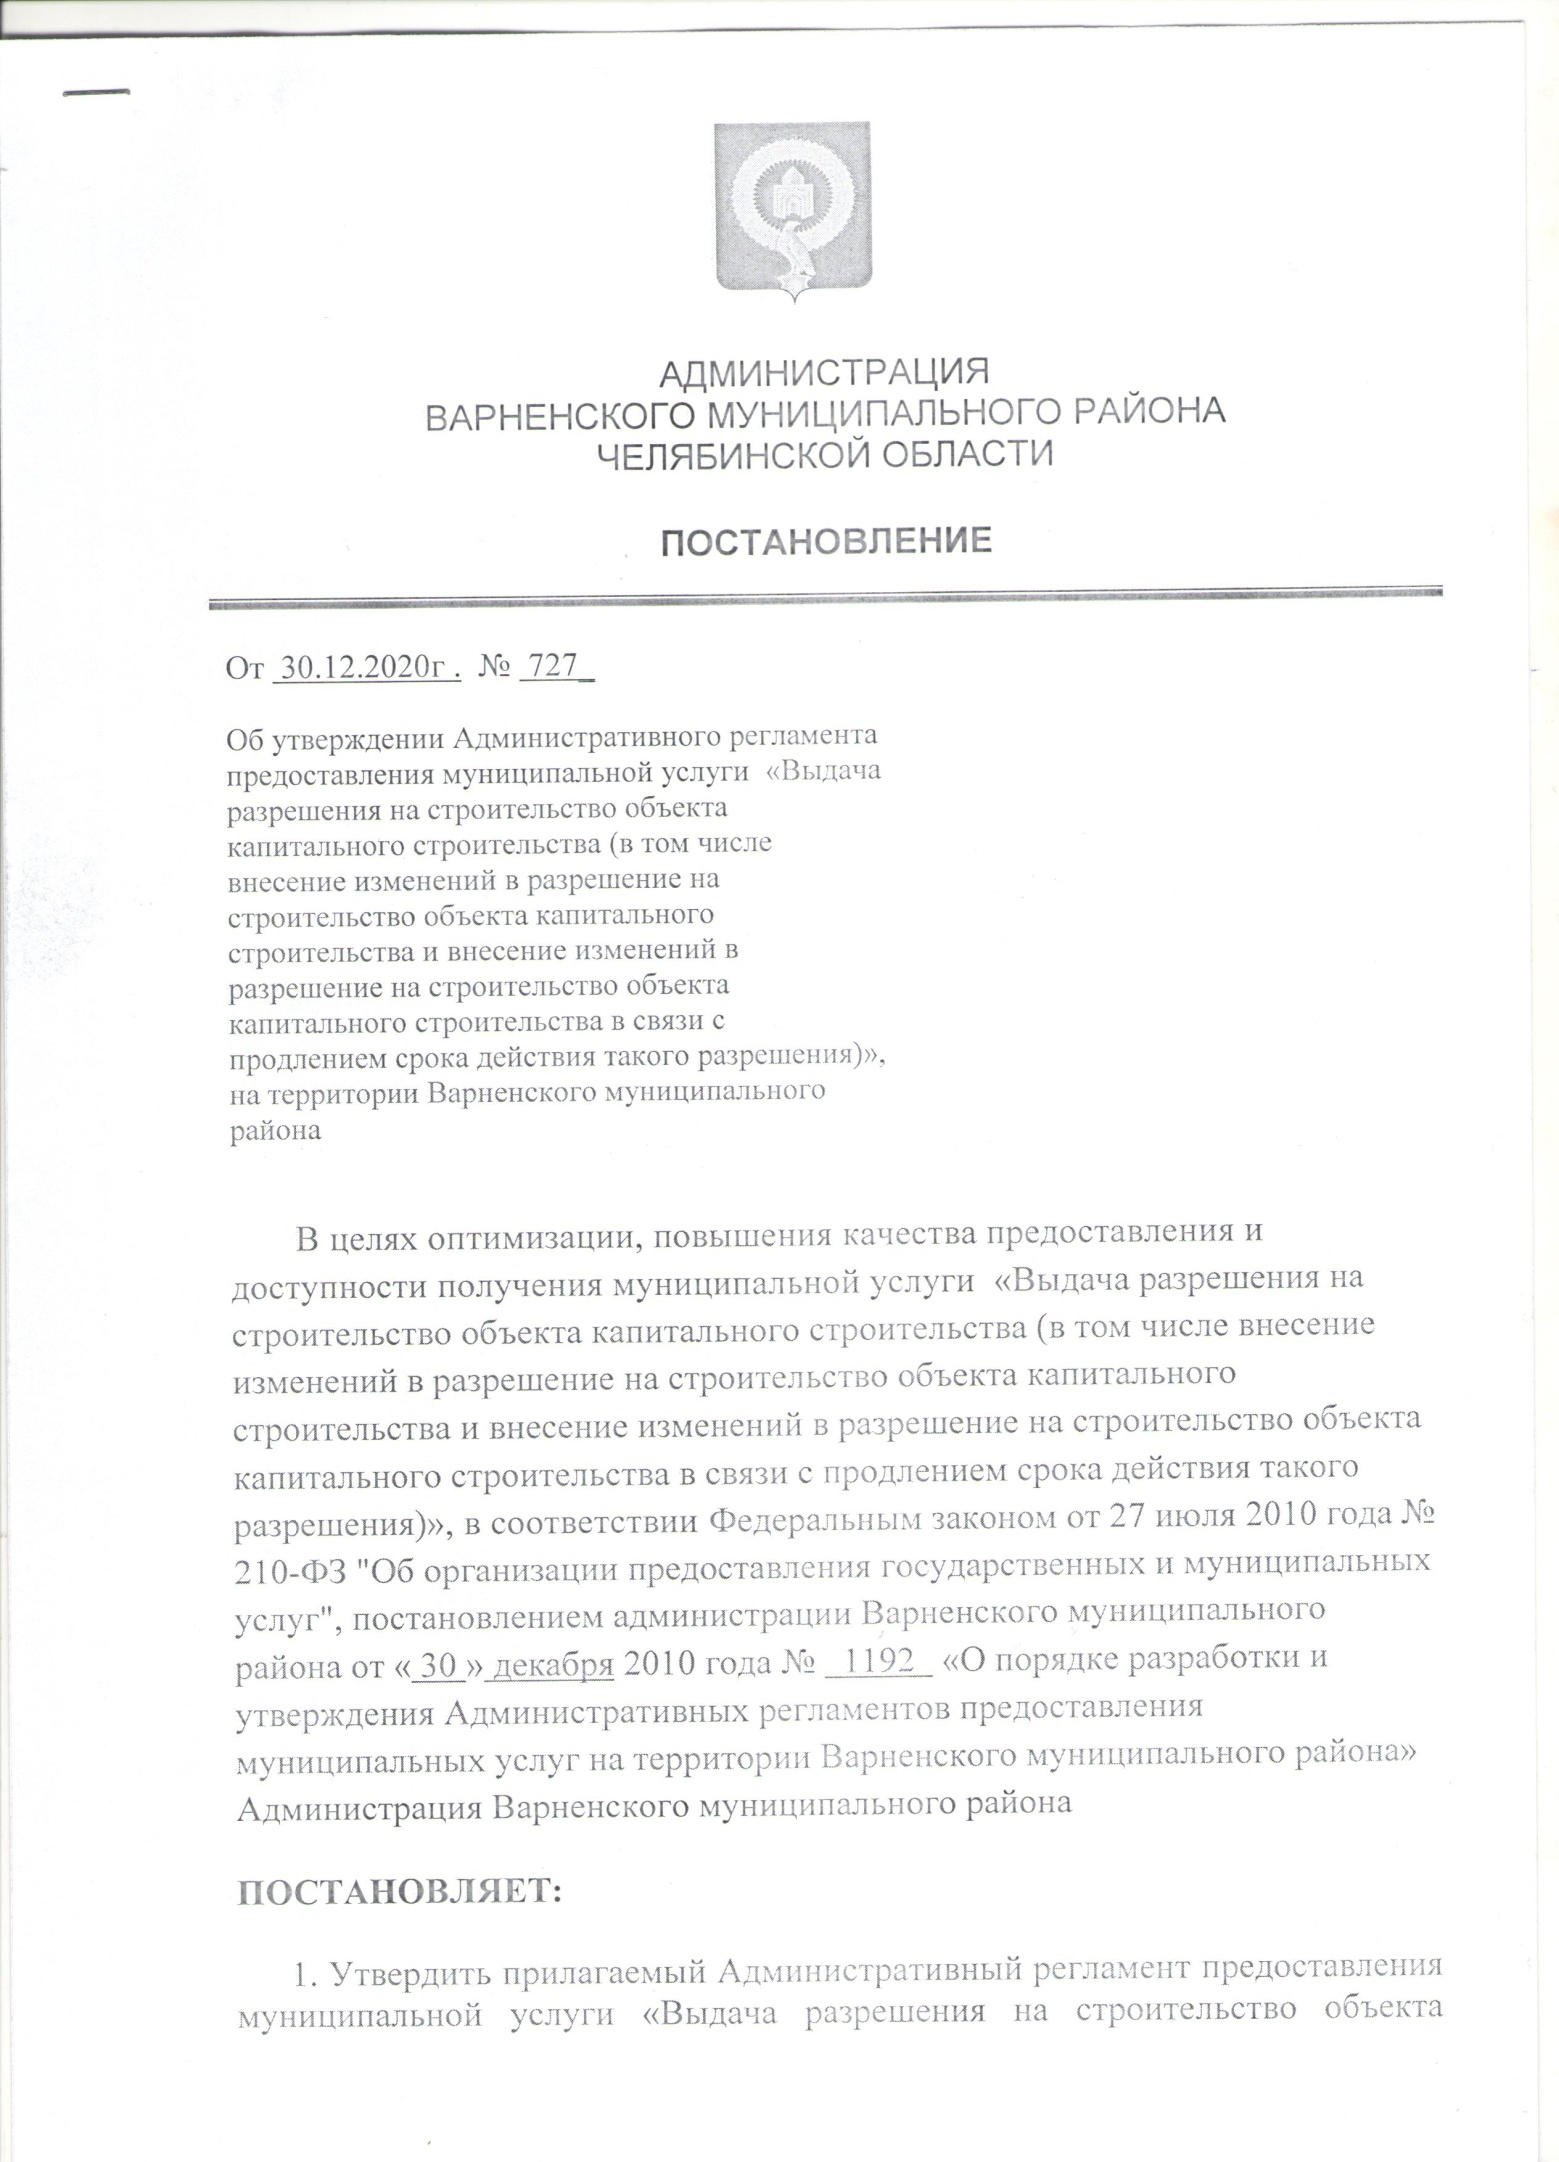 АДМИНИСТРАЦИЯ
ВАРНЕНСКОГО МУНИЦИПАЛЬНОГО РАЙОНА
ЧЕЛЯБИНСКОЙ ОБЛАСТИ
ПОСТАНОВЛЕНИЕ
От 30.12.2020г . № 727_
Об утверждении Административного регламента
предоставления муниципальной услуги «Выдача
разрешения на строительство объекта
капитального строительства (в том числе
внесение изменений в разрешение на
строительство объекта капитального
строительства и внесение изменений в
разрешение на строительство объекта
капитального строительства в связи с
продлением срока действия такого разрешения)»,
на территории Варненского муниципального
района
В целях оптимизации, повышения качества предоставления и
доступности получения муниципальной услуги «Выдача разрешения на
строительство объекта капитального строительства (в том числе внесение
изменений в разрешение на строительство объекта капитального
строительства и внесение изменений в разрешение на строительство объекта
капитального строительства в связи с продлением срока действия такого
разрешения)», в соответствии Федеральным законом от 27 июля 2010 года №
210-ФЗ "Об организации предоставления государственных и муниципальных
услуг", постановлением администрации Варненского муниципального
района от « 30 » декабря 2010 года № _1192_ «О порядке разработки и
утверждения Административных регламентов предоставления
муниципальных услуг на территории Варненского муниципального района»
Администрация Варненского муниципального района
ПОСТАНОВЛЯЕТ:
1. Утвердить прилагаемый Административный регламент предоставления
муниципальной услуги «Выдача разрешения на строительство объекта